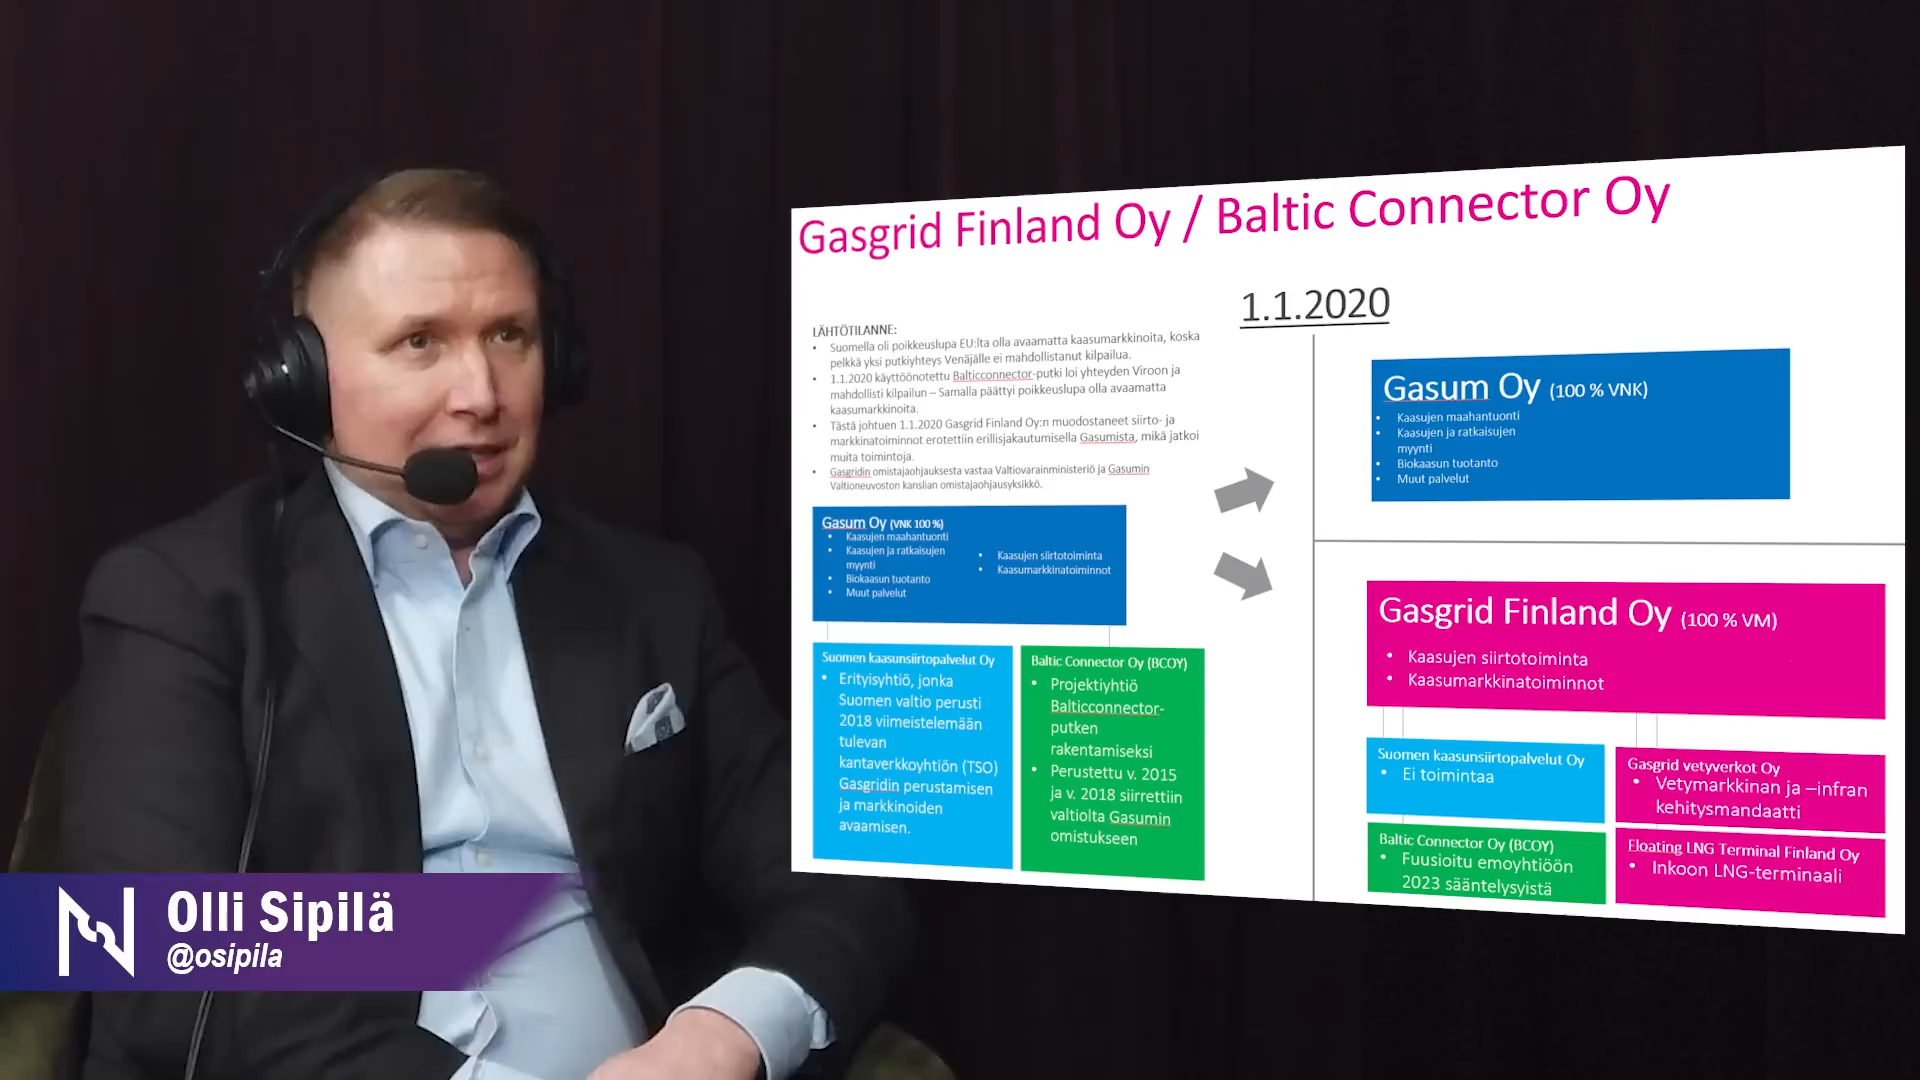 Gasgrid Finland Oy / Baltic Connector Oy
1.1.2020
LÄHTÖTILANNE:
• Suomella oli poikkeuslupa EU:lta olla avaamatta kaasumarkkinoita, koska
pelkkä yksi putkiyhteys Venäjälle ei mahdollistanut kilpailua.
• 1.1.2020 käyttöönotettu Balticconnector-putki loi yhteyden Viroon ja
mahdollisti kilpailun – Samalla päättyi poikkeuslupa olla avaamatta
kaasumarkkinoita.
• Tästä johtuen 1.1.2020 Gasgrid Finland Oy:n muodostaneet siirto- ja
markkinatoiminnot erotettiin erillisjakautumisella Gasumista, mikä jatkoi
muita toimintoja.
• Gasgridin omistajaohjauksesta vastaa Valtiovarainministeriö ja Gasumin
Valtioneuvoston kanslian omistajaohjausyksikkö.
Gasum Oy (VNK 100 %)
• Kaasujen maahantuonti
• Kaasujen ja ratkaisujen
myynti
• Biokaasun tuotanto
• Muut palvelut
• Kaasujen siirtotoiminta
• Kaasumarkkinatoiminnot
Suomen kaasunsiirtopalvelut Oy
• Erityisyhtiö, jonka
Suomen valtio perusti
2018 viimeistelemään
tulevan
kantaverkkoyhtiön (TSO)
Gasgridin perustamisen
ja markkinoiden
avaamisen.
Baltic Connector Oy (BCOY)
• Projektiyhtiö
Balticconnector-
putken
rakentamiseksi
• Perustettu v. 2015
ja v. 2018 siirrettiin
valtiolta Gasumin
omistukseen
Gasum Oy (100 % VNK)
• Kaasujen maahantuonti
• Kaasujen ja ratkaisujen
myynti
• Biokaasun tuotanto
• Muut palvelut
Gasgrid Finland Oy (100 % VM)
• Kaasujen siirtotoiminta
• Kaasumarkkinatoiminnot
Suomen kaasunsiirtopalvelut Oy
• Ei toimintaa
Gasgrid vetyverkot Oy
• Vetymarkkinan ja –infran
kehitysmandaatti
Baltic Connector Oy (BCOY)
• Fuusioitu emoyhtiöön
2023 sääntelysyistä
Floating LNG Terminal Finland Oy
• Inkoon LNG-terminaali
N
Olli Sipilä
@osipila